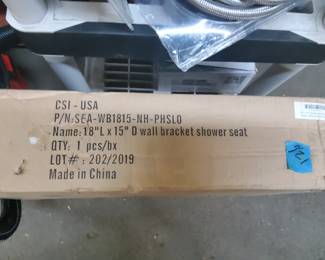 CSI - USA
P/N:SEA-WB1815-NH-PHSLO
Name: 18"L x 15" D wall bracket shower seat
QTY: 1 pcs/bx
LOT#: 202/2019
Made in China